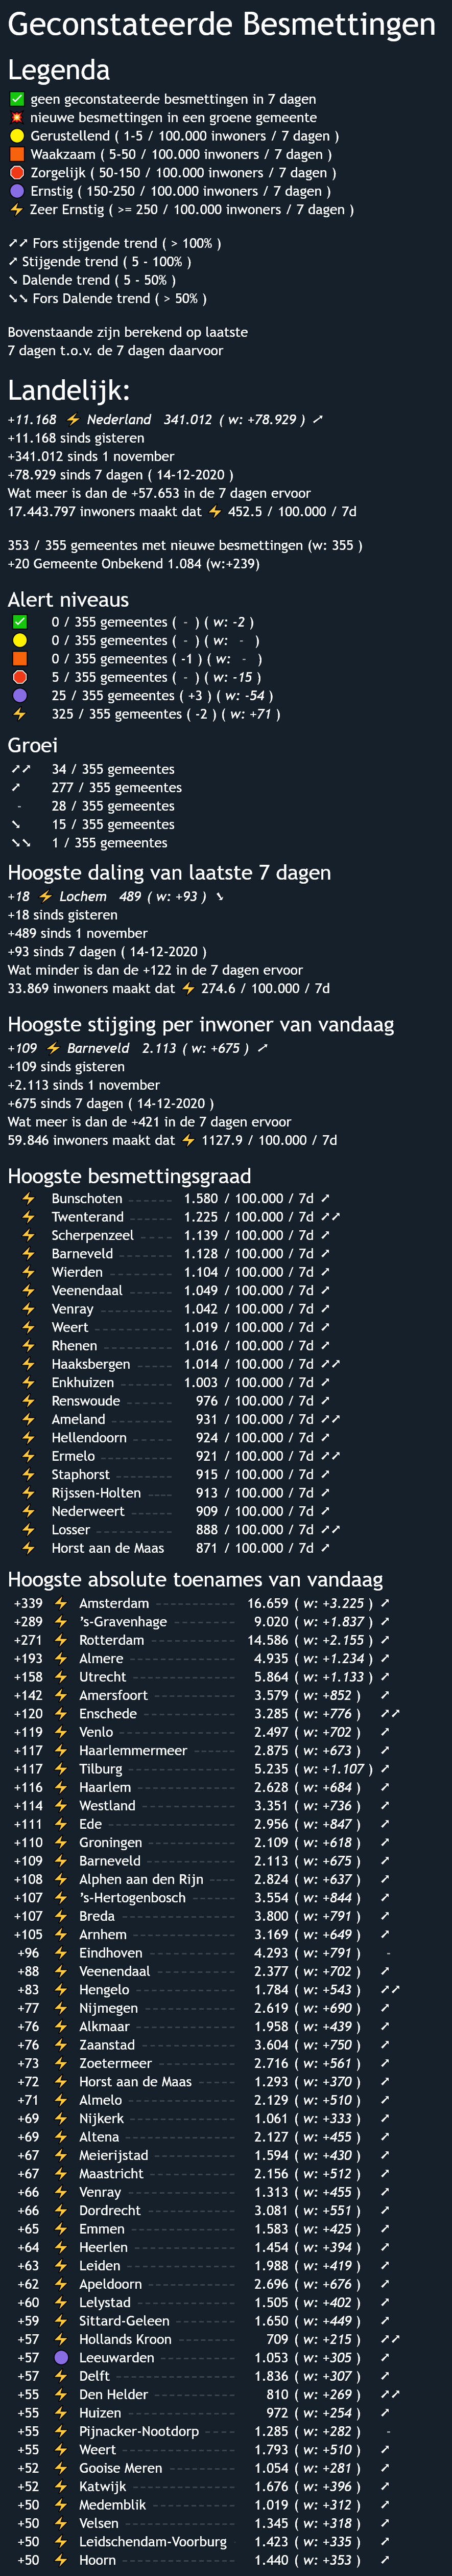 Geconstateerde Besmettingen
Legenda
✅ geen geconstateerde besmettingen in 7 dagen
💥 nieuwe besmettingen in een groene gemeente
🟡 Gerustellend ( 1-5 / 100.000 inwoners / 7 dagen )
🟧 Waakzaam ( 5-50 / 100.000 inwoners / 7 dagen )
🛑 Zorgelijk ( 50-150 / 100.000 inwoners / 7 dagen )
🟣 Ernstig ( 150-250 / 100.000 inwoners / 7 dagen )
⚡ Zeer Ernstig ( >= 250 / 100.000 inwoners / 7 dagen )
↗↗ Fors stijgende trend ( > 100% )
↗ Stijgende trend ( 5 - 100% )
↘ Dalende trend ( 5 - 50% )
↘↘ Fors Dalende trend ( > 50% )
Bovenstaande zijn berekend op laatste
7 dagen t.o.v. de 7 dagen daarvoor
Landelijk:
+11.168 ⚡ Nederland 341.012 ( w: +78.929 ) ↗
+11.168 sinds gisteren
+341.012 sinds 1 november
+78.929 sinds 7 dagen ( 14-12-2020 )
Wat meer is dan de +57.653 in de 7 dagen ervoor
17.443.797 inwoners maakt dat ⚡ 452.5 / 100.000 / 7d
353 / 355 gemeentes met nieuwe besmettingen (w: 355 )
+20 Gemeente Onbekend 1.084 (w:+239)
Alert niveaus
✅ 0 / 355 gemeentes ( - ) ( w: -2 )
🟡 0 / 355 gemeentes ( - ) ( w: - )
🟧 0 / 355 gemeentes ( -1 ) ( w: - )
🛑 5 / 355 gemeentes ( - ) ( w: -15 )
🟣 25 / 355 gemeentes ( +3 ) ( w: -54 )
⚡ 325 / 355 gemeentes ( -2 ) ( w: +71 )
Groei
↗↗ 34 / 355 gemeentes
↗ 277 / 355 gemeentes
- 28 / 355 gemeentes
↘ 15 / 355 gemeentes
↘↘ 1 / 355 gemeentes
Hoogste daling van laatste 7 dagen
+18 ⚡ Lochem 489 ( w: +93 ) ↘
+18 sinds gisteren
+489 sinds 1 november
+93 sinds 7 dagen ( 14-12-2020 )
Wat minder is dan de +122 in de 7 dagen ervoor
33.869 inwoners maakt dat ⚡ 274.6 / 100.000 / 7d
Hoogste stijging per inwoner van vandaag
+109 ⚡ Barneveld 2.113 ( w: +675 ) ↗
+109 sinds gisteren
+2.113 sinds 1 november
+675 sinds 7 dagen ( 14-12-2020 )
Wat meer is dan de +421 in de 7 dagen ervoor
59.846 inwoners maakt dat ⚡ 1127.9 / 100.000 / 7d
Hoogste besmettingsgraad
⚡ Bunschoten 1.580 / 100.000 / 7d ↗
⚡ Twenterand 1.225 / 100.000 / 7d ↗↗
⚡ Scherpenzeel 1.139 / 100.000 / 7d ↗
⚡ Barneveld 1.128 / 100.000 / 7d ↗
⚡ Wierden 1.104 / 100.000 / 7d ↗
⚡ Veenendaal 1.049 / 100.000 / 7d ↗
⚡ Venray 1.042 / 100.000 / 7d ↗
⚡ Weert 1.019 / 100.000 / 7d ↗
⚡ Rhenen 1.016 / 100.000 / 7d ↗
⚡ Haaksbergen 1.014 / 100.000 / 7d ↗↗
⚡ Enkhuizen 1.003 / 100.000 / 7d ↗
⚡ Renswoude 976 / 100.000 / 7d ↗
⚡ Ameland 931 / 100.000 / 7d ↗↗
⚡ Hellendoorn 924 / 100.000 / 7d ↗
⚡ Ermelo 921 / 100.000 / 7d ↗↗
⚡ Staphorst 915 / 100.000 / 7d ↗
⚡ Rijssen-Holten 913 / 100.000 / 7d ↗
⚡ Nederweert 909 / 100.000 / 7d ↗
⚡ Losser 888 / 100.000 / 7d ↗↗
⚡ Horst aan de Maas 871 / 100.000 / 7d ↗
Hoogste absolute toenames van vandaag
+339 ⚡ Amsterdam 16.659 ( w: +3.225 ) ↗
+289 ⚡ 's-Gravenhage 9.020 ( w: +1.837 ) ↗
+271 ⚡ Rotterdam 14.586 ( w: +2.155 ) ↗
+193 ⚡ Almere 4.935 ( w: +1.234 ) ↗
+158 ⚡ Utrecht 5.864 ( w: +1.133 ) ↗
+142 ⚡ Amersfoort 3.579 ( w: +852 ) ↗
+120 ⚡ Enschede 3.285 ( w: +776 ) ↗↗
+119 ⚡ Venlo 2.497 ( w: +702 ) ↗
+117 ⚡ Haarlemmermeer 2.875 ( w: +673 ) ↗
+117 ⚡ Tilburg 5.235 ( w: +1.107 ) ↗
+116 ⚡ Haarlem 2.628 ( w: +684 ) ↗
+114 ⚡ Westland 3.351 ( w: +736 ) ↗
+111 ⚡ Ede 2.956 ( w: +847 ) ↗
+110 ⚡ Groningen 2.109 ( w: +618 ) ↗
+109 ⚡ Barneveld 2.113 ( w: +675 ) ↗
+108 ⚡ Alphen aan den Rijn 2.824 ( w: +637 ) ↗
+107 ⚡ 's-Hertogenbosch 3.554 ( w: +844 ) ↗
+107 ⚡ Breda 3.800 ( w: +791 ) ↗
+105 ⚡ Arnhem 3.169 ( w: +649 ) ↗
+96 ⚡ Eindhoven 4.293 ( w: +791 ) -
+88 ⚡ Veenendaal 2.377 ( w: +702 ) ↗
+83 ⚡ Hengelo 1.784 ( w: +543 ) ↗↗
+77 ⚡ Nijmegen 2.619 ( w: +690 ) ↗
+76 ⚡ Alkmaar 1.958 ( w: +439 ) ↗
+76 ⚡ Zaanstad 3.604 ( w: +750 ) ↗
+73 ⚡ Zoetermeer 2.716 ( w: +561 ) ↗
+72 ⚡ Horst aan de Maas 1.293 ( w: +370 ) ↗
+71 ⚡ Almelo 2.129 ( w: +510 ) ↗
+69 ⚡ Nijkerk 1.061 ( w: +333 ) ↗
+69 ⚡ Altena 2.127 ( w: +455 ) ↗
+67 ⚡ Meierijstad 1.594 ( w: +430 ) ↗
+67 ⚡ Maastricht 2.156 ( w: +512 ) ↗
+66 ⚡ Venray 1.313 ( w: +455 ) ↗
+66 ⚡ Dordrecht 3.081 ( w: +551 ) ↗
+65 ⚡ Emmen 1.583 ( w: +425 ) ↗
+64 ⚡ Heerlen 1.454 ( w: +394 ) ↗
+63 ⚡ Leiden 1.988 ( w: +419 ) ↗
+62 ⚡ Apeldoorn 2.696 ( w: +676 ) ↗
+60 ⚡ Lelystad 1.505 ( w: +402 ) ↗
+59 ⚡ Sittard-Geleen 1.650 ( w: +449 ) ↗
+57 ⚡ Hollands Kroon 709 ( w: +215 ) ↗↗
+57 🟣 Leeuwarden 1.053 ( w: +305 ) ↗
+57 ⚡ Delft 1.836 ( w: +307 ) ↗
+55 ⚡ Den Helder 810 ( w: +269 ) ↗↗
+55 ⚡ Huizen 972 ( w: +254 ) ↗
+55 ⚡ Pijnacker-Nootdorp 1.285 ( w: +282 ) -
+55 ⚡ Weert 1.793 ( w: +510 ) ↗
+52 ⚡ Gooise Meren 1.054 ( w: +281 ) ↗
+52 ⚡ Katwijk 1.676 ( w: +396 ) ↗
+50 ⚡ Medemblik 1.019 ( w: +312 ) ↗
+50 ⚡ Velsen 1.345 ( w: +318 ) ↗
+50 ⚡ Leidschendam-Voorburg 1.423 ( w: +335 ) ↗
+50 ⚡ Hoorn 1.440 ( w: +353 ) ↗